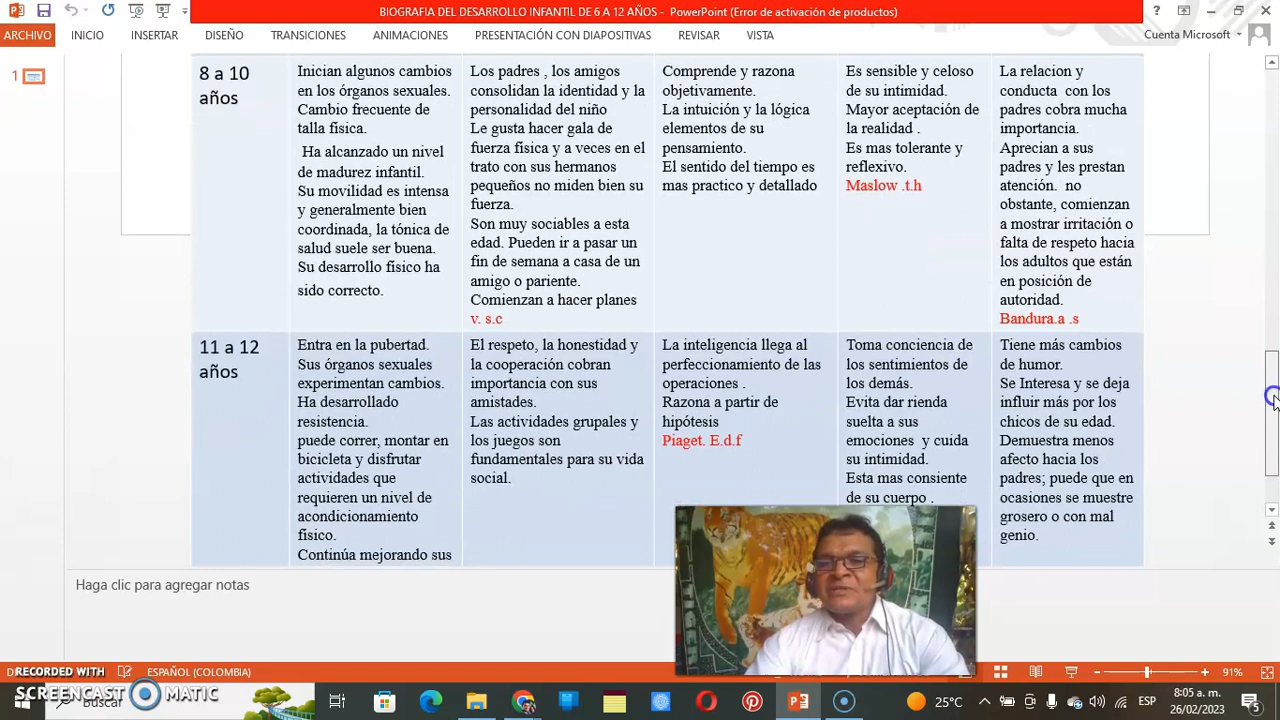 BIOGRAFIA DEL DESARROLLO INFANTIL DE 6 A 12 AÑOS - PowerPoint (Error de activación de productos)
ARCHIVO INICIO INSERTAR DISEÑO TRANSICIONES ANIMACIONES PRESENTACIÓN CON DIAPOSITIVAS REVISAR VISTA Cuenta Microsoft
1
8 a 10
años
Inician algunos cambios
en los órganos sexuales.
Cambio frecuente de
talla física.
Ha alcanzado un nivel
de madurez infantil.
Su movilidad es intensa
y generalmente bien
coordinada, la tónica de
salud suele ser buena.
Su desarrollo físico ha
sido correcto.
Los padres , los amigos
consolidan la identidad y la
personalidad del niño
Le gusta hacer gala de
fuerza física y a veces en el
trato con sus hermanos
pequeños no miden bien su
fuerza.
Son muy sociables a esta
edad. Pueden ir a pasar un
fin de semana a casa de un
amigo o pariente.
Comienzan a hacer planes
v. s.c
Comprende y razona
objetivamente.
La intuición y la lógica
elementos de su
pensamiento.
El sentido del tiempo es
mas practico y detallado
Es sensible y celoso
de su intimidad.
Mayor aceptación de
la realidad .
Es mas tolerante y
reflexivo.
Maslow .t.h
La relacion y
conducta con los
padres cobra mucha
importancia.
Aprecian a sus
padres y les prestan
atención. no
obstante, comienzan
a mostrar irritación o
falta de respeto hacia
los adultos que están
en posición de
autoridad.
Bandura.a .s
11 a 12
años
Entra en la pubertad.
Sus órganos sexuales
experimentan cambios.
Ha desarrollado
resistencia.
puede correr, montar en
bicicleta y disfrutar
actividades que
requieren un nivel de
acondicionamiento
físico.
Continúa mejorando sus
El respeto, la honestidad y
la cooperación cobran
importancia con sus
amistades.
Las actividades grupales y
los juegos son
fundamentales para su vida
social.
La inteligencia llega al
perfeccionamiento de las
operaciones .
Razona a partir de
hipótesis
Piaget. E.d.f
Toma conciencia de
los sentimientos de
los demás.
Evita dar rienda
suelta a sus
emociones y cuida
su intimidad.
Esta mas consiente
de su cuerpo .
Tiene más cambios
de humor.
Se Interesa y se deja
influir más por los
chicos de su edad.
Demuestra menos
afecto hacia los
padres; puede que en
ocasiones se muestre
grosero o con mal
genio.
Haga clic para agregar notas
RECORDED WITH
SCREENCAST MATIC
ESPAÑOL (COLOMBIA)
91%
Buscar
25°C
ESP
8:05 a. m.
26/02/2023
5